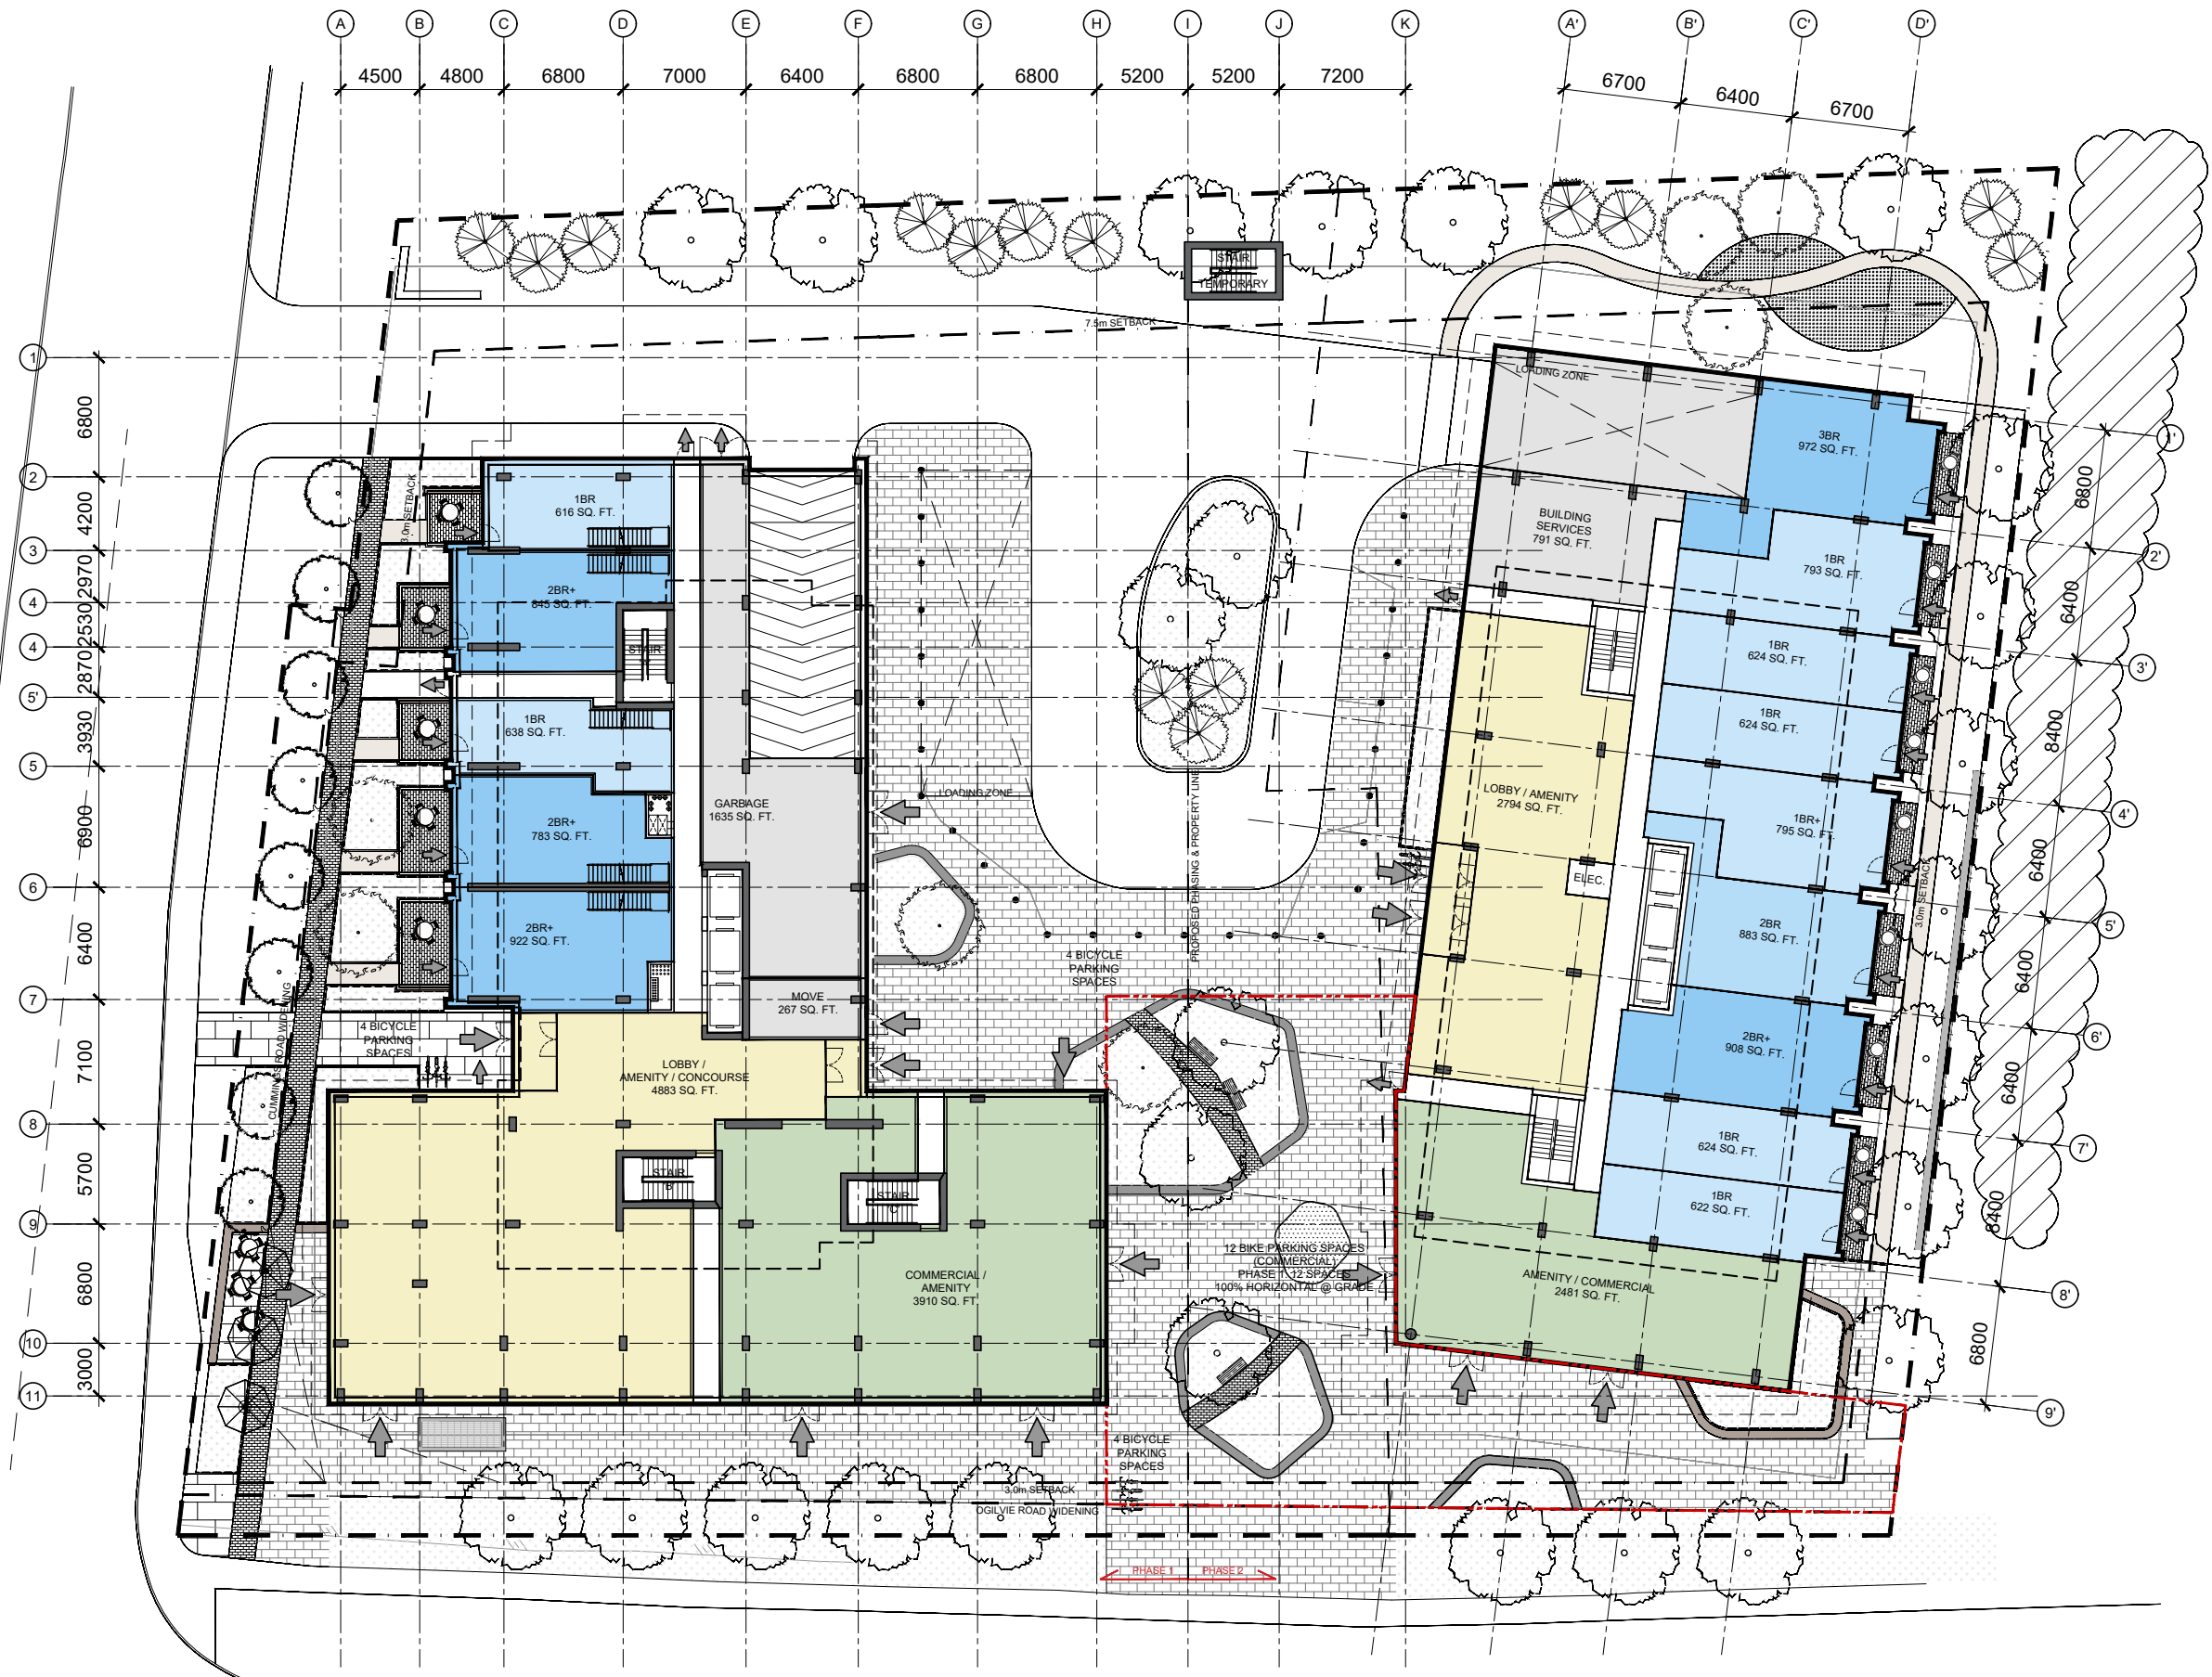 A B C D E F G H I J K A' B' C' D'
4500 4800 6800 7000 6400 6800 6800 5200 5200 7200
6700 6400 6700
STAIR
TEMPORARY
7.5m SETBACK
1
6800
2
4200
3
2970
4
2530
4
2870
5'
3930
5
6900
6
6400
7
7100
8
5700
9
6800
10
3000
11
3.0m SETBACK
CUMMINGS ROAD WIDENING
1BR
616 SQ. FT.
2BR+
845 SQ. FT.
STAIR
1BR
638 SQ. FT.
2BR+
783 SQ. FT.
2BR+
922 SQ. FT.
GARBAGE
1635 SQ. FT.
MOVE
267 SQ. FT.
4 BICYCLE
PARKING
SPACES
LOBBY /
AMENITY / CONCOURSE
4883 SQ. FT.
STAIR
B
STAIR
C
COMMERCIAL /
AMENITY
3910 SQ. FT.
LOADING ZONE
4 BICYCLE
PARKING
SPACES
PROPOSED PHASING & PROPERTY LINE
12 BIKE PARKING SPACES
(COMMERCIAL)
PHASE 1: 12 SPACES
100% HORIZONTAL @ GRADE
4 BICYCLE
PARKING
SPACES
3.0m SETBACK
OGILVIE ROAD WIDENING
PHASE 1 PHASE 2
LOADING ZONE
BUILDING
SERVICES
791 SQ. FT.
3BR
972 SQ. FT.
1BR
793 SQ. FT.
1BR
624 SQ. FT.
1BR
624 SQ. FT.
1BR+
795 SQ. FT.
2BR
883 SQ. FT.
2BR+
908 SQ. FT.
1BR
624 SQ. FT.
1BR
622 SQ. FT.
LOBBY / AMENITY
2794 SQ. FT.
ELEC.
AMENITY / COMMERCIAL
2481 SQ. FT.
3.0m SETBACK
1'
6800
2'
6400
3'
8400
4'
6400
5'
6400
6'
6400
7'
8400
8'
6800
9'